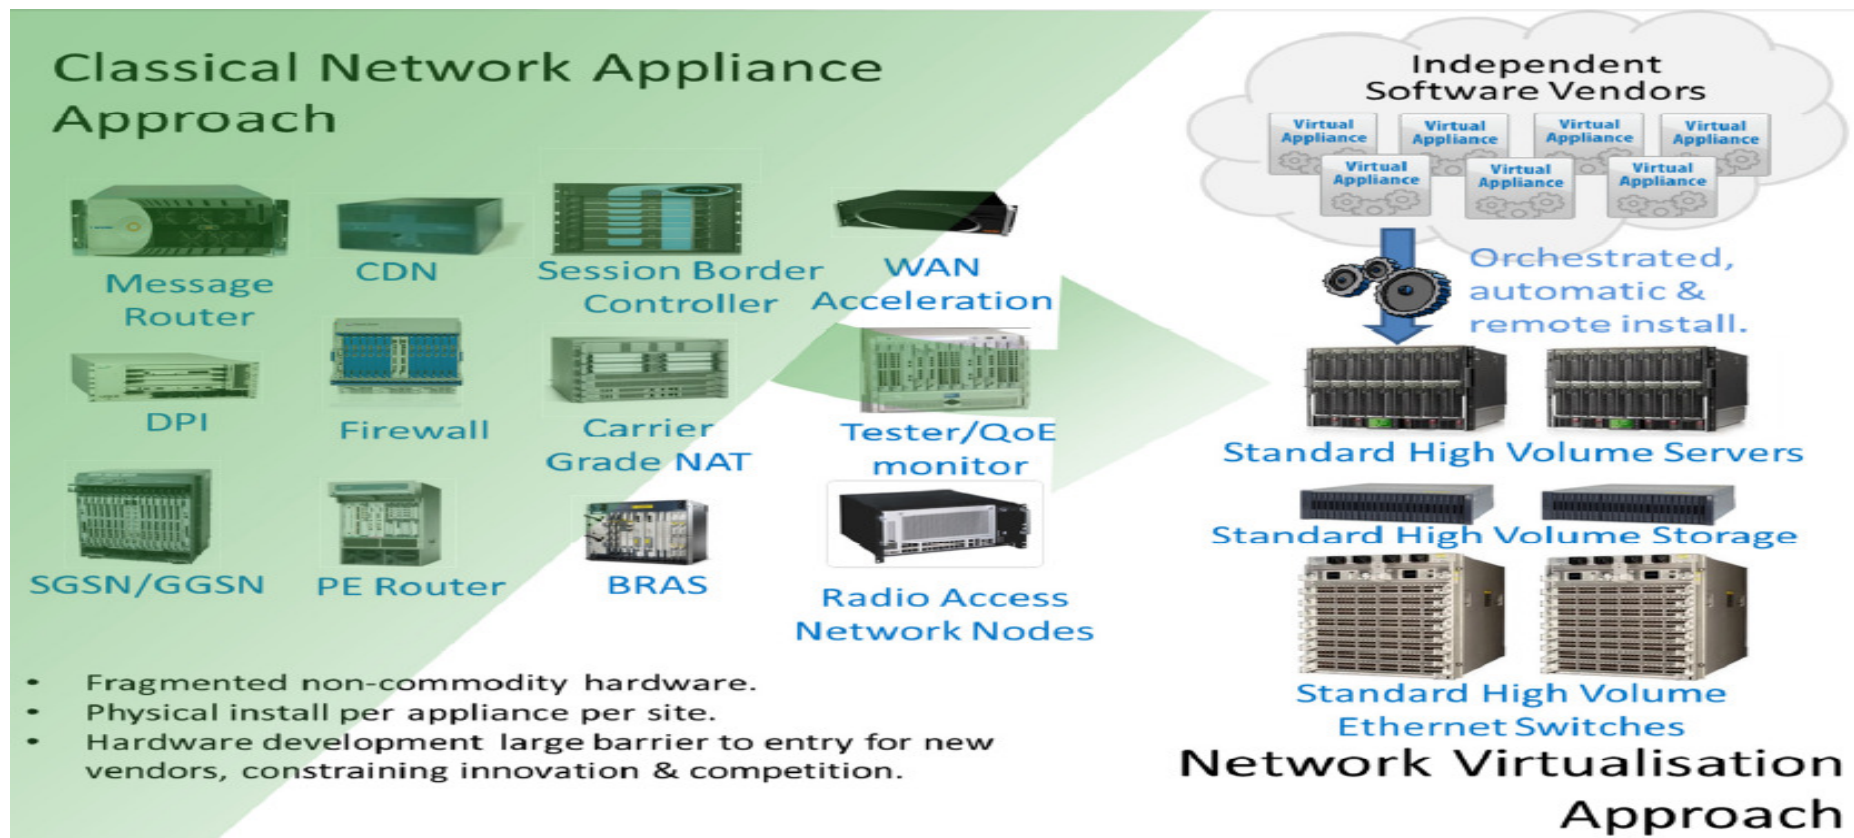 Classical Network Appliance
Approach
Message
Router
CDN
Session Border
Controller
WAN
Acceleration
DPI
Firewall
Carrier
Grade NAT
Tester/QoE
monitor
SGSN/GGSN
PE Router
BRAS
Radio Access
Network Nodes
• Fragmented non-commodity hardware.
• Physical install per appliance per site.
• Hardware development large barrier to entry for new
vendors, constraining innovation & competition.
Independent
Software Vendors
Virtual
Appliance
Virtual
Appliance
Virtual
Appliance
Virtual
Appliance
Virtual
Appliance
Virtual
Appliance
Virtual
Appliance
Orchestrated,
automatic &
remote install.
Standard High Volume Servers
Standard High Volume Storage
Standard High Volume
Ethernet Switches
Network Virtualisation
Approach